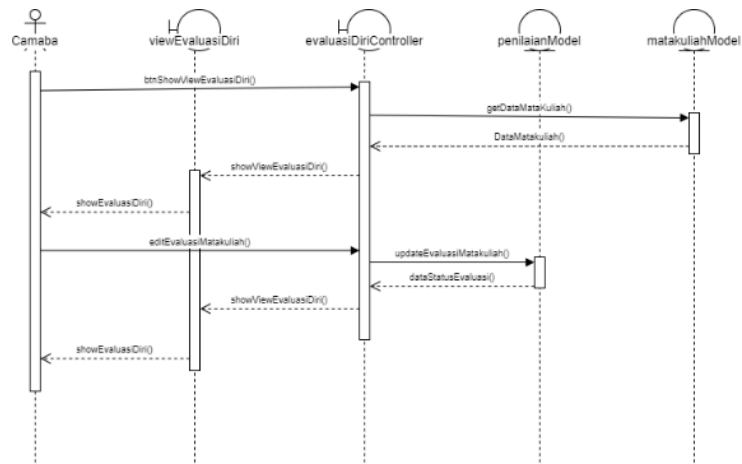 Camaba
viewEvaluasiDiri
evaluasiDiriController
penilaianModel
matakuliahModel
btnShowViewEvaluasiDiri()
getDataMataKuliah()
DataMatakuliah()
showViewEvaluasiDiri()
showEvaluasiDiri()
editEvaluasiMatakuliah()
updateEvaluasiMatakuliah()
dataStatusEvaluasi()
showViewEvaluasiDiri()
showEvaluasiDiri()